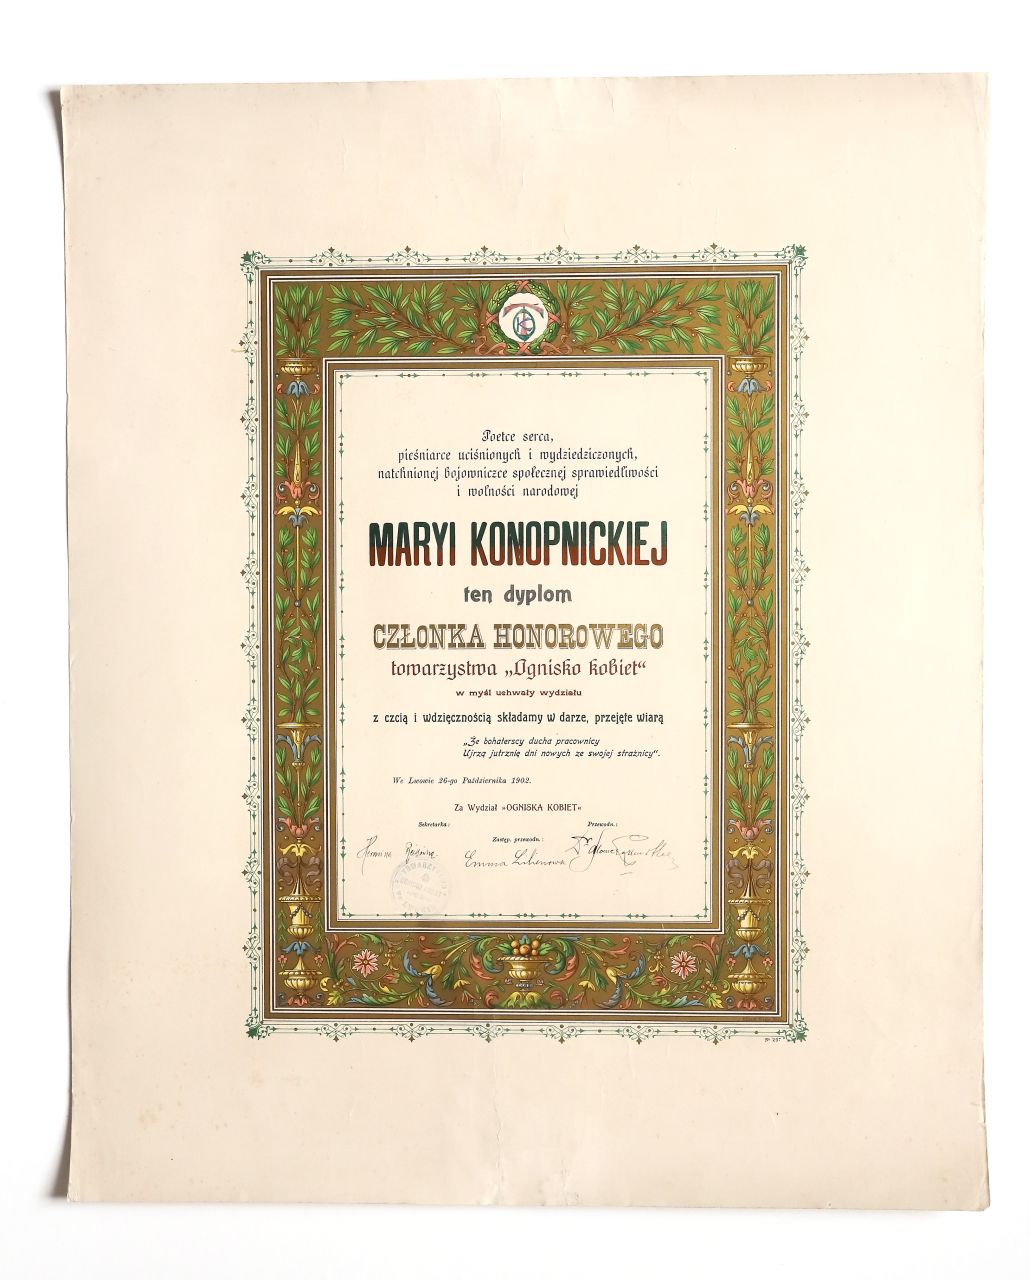 Poetce serca,
pieśniarce uciśnionych i wydziedziczonych,
natchnionej bojowniczce społecznej sprawiedliwości
i wolności narodowej
MARYI KONOPNICKIEJ
ten dyplom
CZŁONKA HONOROWEGO
towarzystwa „Ognisko kobiet“
w myśl uchwały wydziału
z czcią i wdzięcznością składamy w darze, przejęte wiarą
„Że bohaterscy ducha pracownicy
Ujrzą jutrznię dni nowych ze swojej strażnicy“.
We Lwowie 26-go Października 1902.
Za Wydział »OGNISKA KOBIET«
Sekretarka:
Przewodn.:
Zastęp. przewodn.:
Emma Lilienowa
№ 287